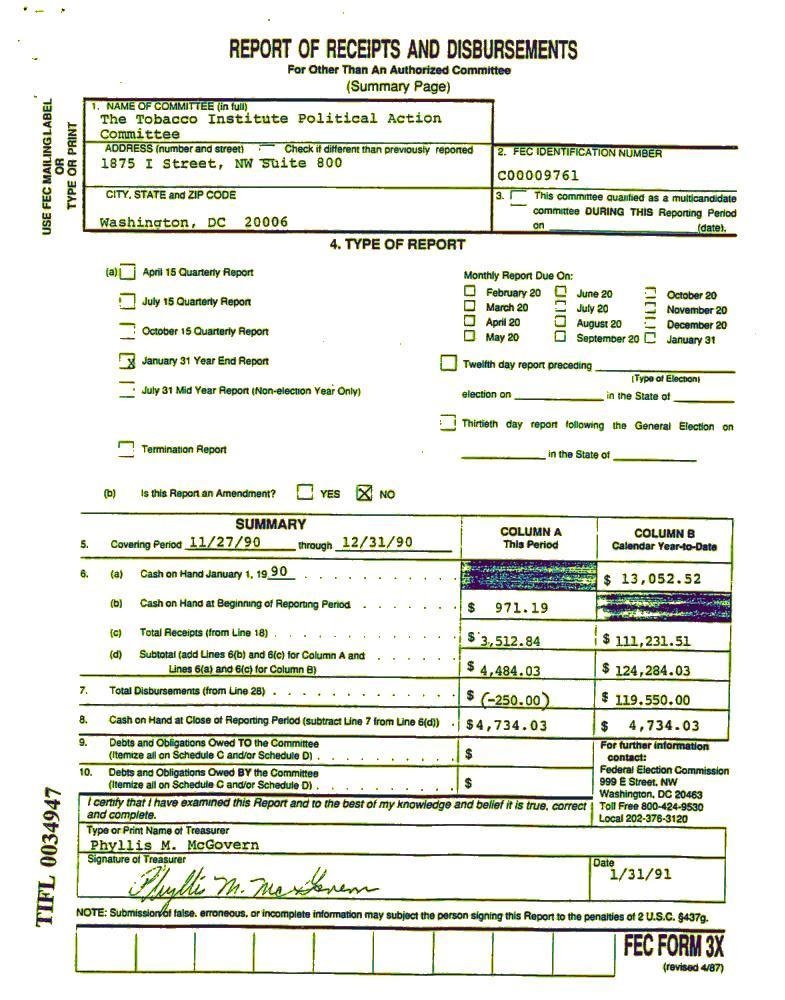 REPORT OF RECEIPTS AND DISBURSEMENTS
For Other Than An Authorized Committee
(Summary Page)
USE FEC MAILING LABEL
OR
TYPE OR PRINT
1. NAME OF COMMITTEE (in full)
The Tobacco Institute Political Action
Committee
ADDRESS (number and street) Check if different than previously reported
1875 I Street, NW Suite 800
CITY, STATE and ZIP CODE
Washington, DC 20006
2. FEC IDENTIFICATION NUMBER
C00009761
3. This committee qualified as a multicandidate
committee DURING THIS Reporting Period
on (date).
4. TYPE OF REPORT
(a) April 15 Quarterly Report
July 15 Quarterly Report
October 15 Quarterly Report
x January 31 Year End Report
July 31 Mid Year Report (Non-election Year Only)
Termination Report
Monthly Report Due On:
February 20 June 20 October 20
March 20 July 20 November 20
April 20 August 20 December 20
May 20 September 20 January 31
Twelfth day report preceding
(Type of Election)
election on in the State of
Thirtieth day report following the General Election on
in the State of
(b) Is this Report an Amendment? YES X NO
SUMMARY
COLUMN A
This Period
COLUMN B
Calendar Year-to-Date
5. Covering Period 11/27/90 through 12/31/90
6. (a) Cash on Hand January 1, 19 90 $ 13,052.52
(b) Cash on Hand at Beginning of Reporting Period $ 971.19
(c) Total Receipts (from Line 18) $ 3,512.84 $ 111,231.51
(d) Subtotal (add Lines 6(b) and 6(c) for Column A and
Lines 6(a) and 6(c) for Column B) $ 4,484.03 $ 124,284.03
7. Total Disbursements (from Line 28) $ (-250.00) $ 119.550.00
8. Cash on Hand at Close of Reporting Period (subtract Line 7 from Line 6(d)) $4,734.03 $ 4,734.03
9. Debts and Obligations Owed TO the Committee
(Itemize all on Schedule C and/or Schedule D) $
10. Debts and Obligations Owed BY the Committee
(Itemize all on Schedule C and/or Schedule D) $
For further information
contact:
Federal Election Commission
999 E Street, NW
Washington, DC 20463
Toll Free 800-424-9530
Local 202-376-3120
I certify that I have examined this Report and to the best of my knowledge and belief it is true, correct
and complete.
Type or Print Name of Treasurer
Phyllis M. McGovern
Signature of Treasurer
Phyllis M. McGovern
Date
1/31/91
NOTE: Submission of false, erroneous, or incomplete information may subject the person signing this Report to the penalties of 2 U.S.C. §437g.
FEC FORM 3X
(revised 4/87)
TIFL 0034947